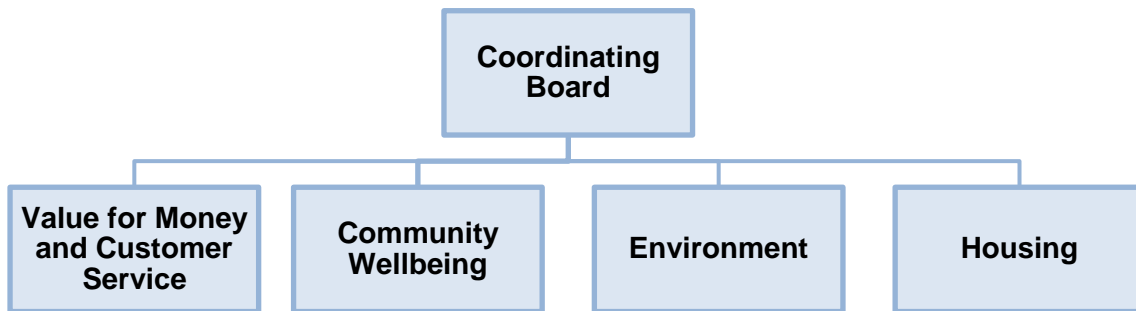 Coordinating
Board
Value for Money
and Customer
Service
Community
Wellbeing
Environment
Housing